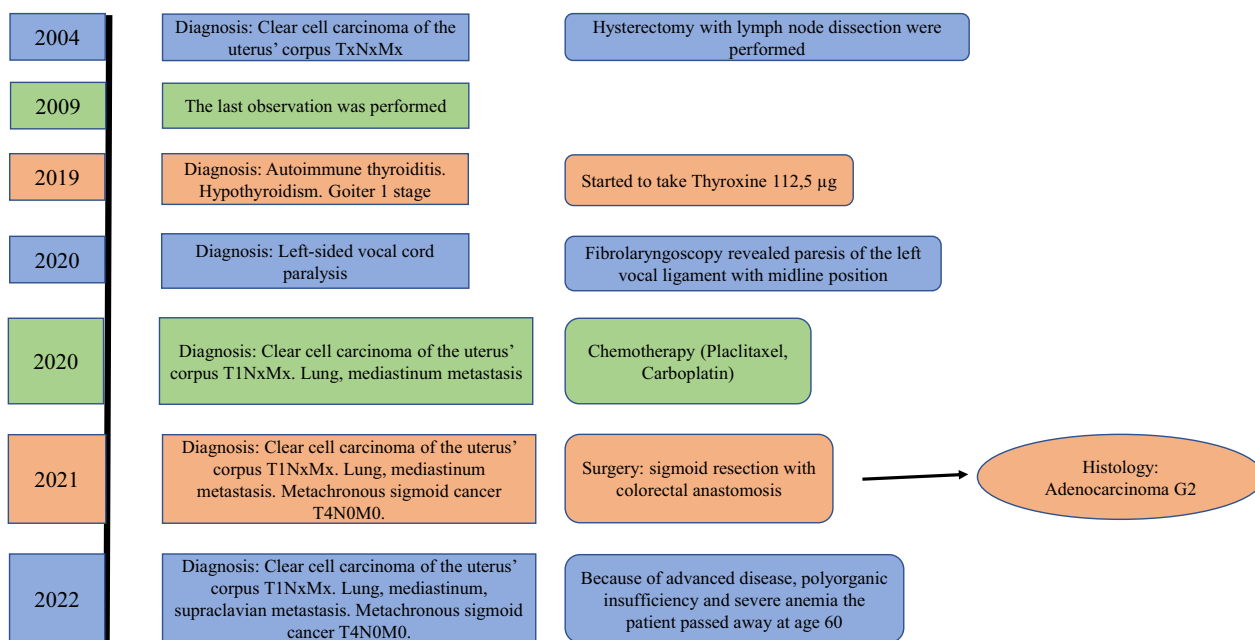 2004
Diagnosis: Clear cell carcinoma of the
uterus’ corpus TxNxMx
Hysterectomy with lymph node dissection were
performed
2009
The last observation was performed
2019
Diagnosis: Autoimmune thyroiditis.
Hypothyroidism. Goiter 1 stage
Started to take Thyroxine 112,5 µg
2020
Diagnosis: Left-sided vocal cord
paralysis
Fibrolaryngoscopy revealed paresis of the left
vocal ligament with midline position
2020
Diagnosis: Clear cell carcinoma of the uterus’
corpus T1NxMx. Lung, mediastinum metastasis
Chemotherapy (Placlitaxel,
Carboplatin)
2021
Diagnosis: Clear cell carcinoma of the uterus’
corpus T1NxMx. Lung, mediastinum
metastasis. Metachronous sigmoid cancer
T4N0M0.
Surgery: sigmoid resection with
colorectal anastomosis
Histology:
Adenocarcinoma G2
2022
Diagnosis: Clear cell carcinoma of the uterus’
corpus T1NxMx. Lung, mediastinum,
supraclavian metastasis. Metachronous sigmoid
cancer T4N0M0.
Because of advanced disease, polyorganic
insufficiency and severe anemia the
patient passed away at age 60